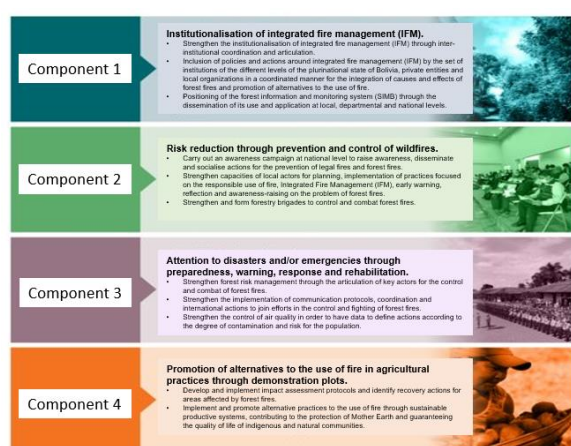 Component 1
Institutionalisation of integrated fire management (IFM).
• Strengthen the institutionalisation of integrated fire management (IFM) through inter-
institutional coordination and articulation.
• Inclusion of policies and actions around integrated fire management (IFM) by the set of
institutions of the different levels of the plurinational state of Bolivia, private entities and
local organizations in a coordinated manner for the integration of causes and effects of
forest fires and promotion of alternatives to the use of fire.
• Positioning of the forest information and monitoring system (SIMB) through the
dissemination of its use and application at local, departmental and national levels.
Component 2
Risk reduction through prevention and control of wildfires.
• Carry out an awareness campaign at national level to raise awareness, disseminate
and socialise actions for the prevention of legal fires and forest fires.
• Strengthen capacities of local actors for planning, implementation of practices focused
on the responsible use of fire, Integrated Fire Management (IFM), early warning,
reflection and awareness-raising on the problem of forest fires.
• Strengthen and form forestry brigades to control and combat forest fires.
Component 3
Attention to disasters and/or emergencies through
preparedness, warning, response and rehabilitation.
• Strengthen forest risk management through the articulation of key actors for the control
and combat of forest fires.
• Strengthen the implementation of communication protocols, coordination and
international actions to join efforts in the control and fighting of forest fires.
• Strengthen the control of air quality in order to have data to define actions according to
the degree of contamination and risk for the population.
Component 4
Promotion of alternatives to the use of fire in agricultural
practices through demonstration plots.
• Develop and implement impact assessment protocols and identify recovery actions for
areas affected by forest fires.
• Implement and promote alternative practices to the use of fire through sustainable
productive systems, contributing to the protection of Mother Earth and guaranteeing
the quality of life of indigenous and natural communities.